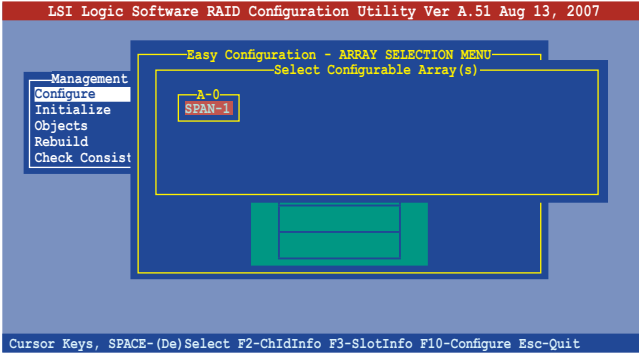 LSI Logic Software RAID Configuration Utility Ver A.51 Aug 13, 2007
Easy Configuration - ARRAY SELECTION MENU
Select Configurable Array(s)
Management
Configure
Initialize
Objects
Rebuild
Check Consist
A-0
SPAN-1
Cursor Keys, SPACE-(De)Select F2-ChIdInfo F3-SlotInfo F10-Configure Esc-Quit